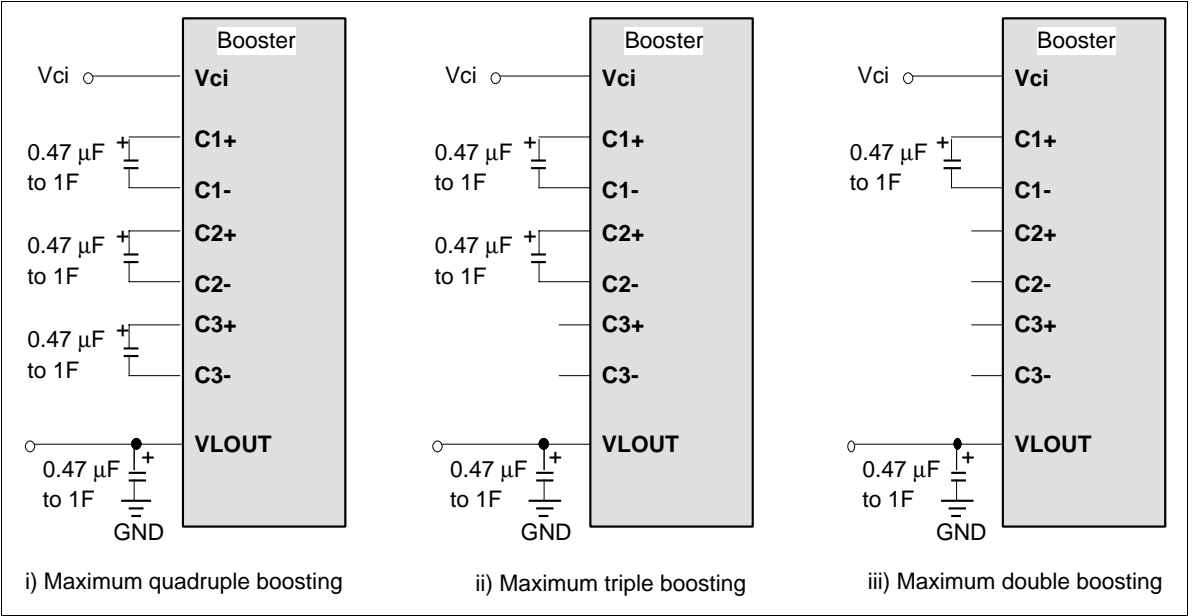 Booster
Vci
Vci
C1+
0.47 μF
to 1F
C1-
C2+
0.47 μF
to 1F
C2-
C3+
0.47 μF
to 1F
C3-
VLOUT
0.47 μF
to 1F
GND
i) Maximum quadruple boosting
Booster
Vci
Vci
C1+
0.47 μF
to 1F
C1-
C2+
0.47 μF
to 1F
C2-
C3+
C3-
VLOUT
0.47 μF
to 1F
GND
ii) Maximum triple boosting
Booster
Vci
Vci
C1+
0.47 μF
to 1F
C1-
C2+
C2-
C3+
C3-
VLOUT
0.47 μF
to 1F
GND
iii) Maximum double boosting